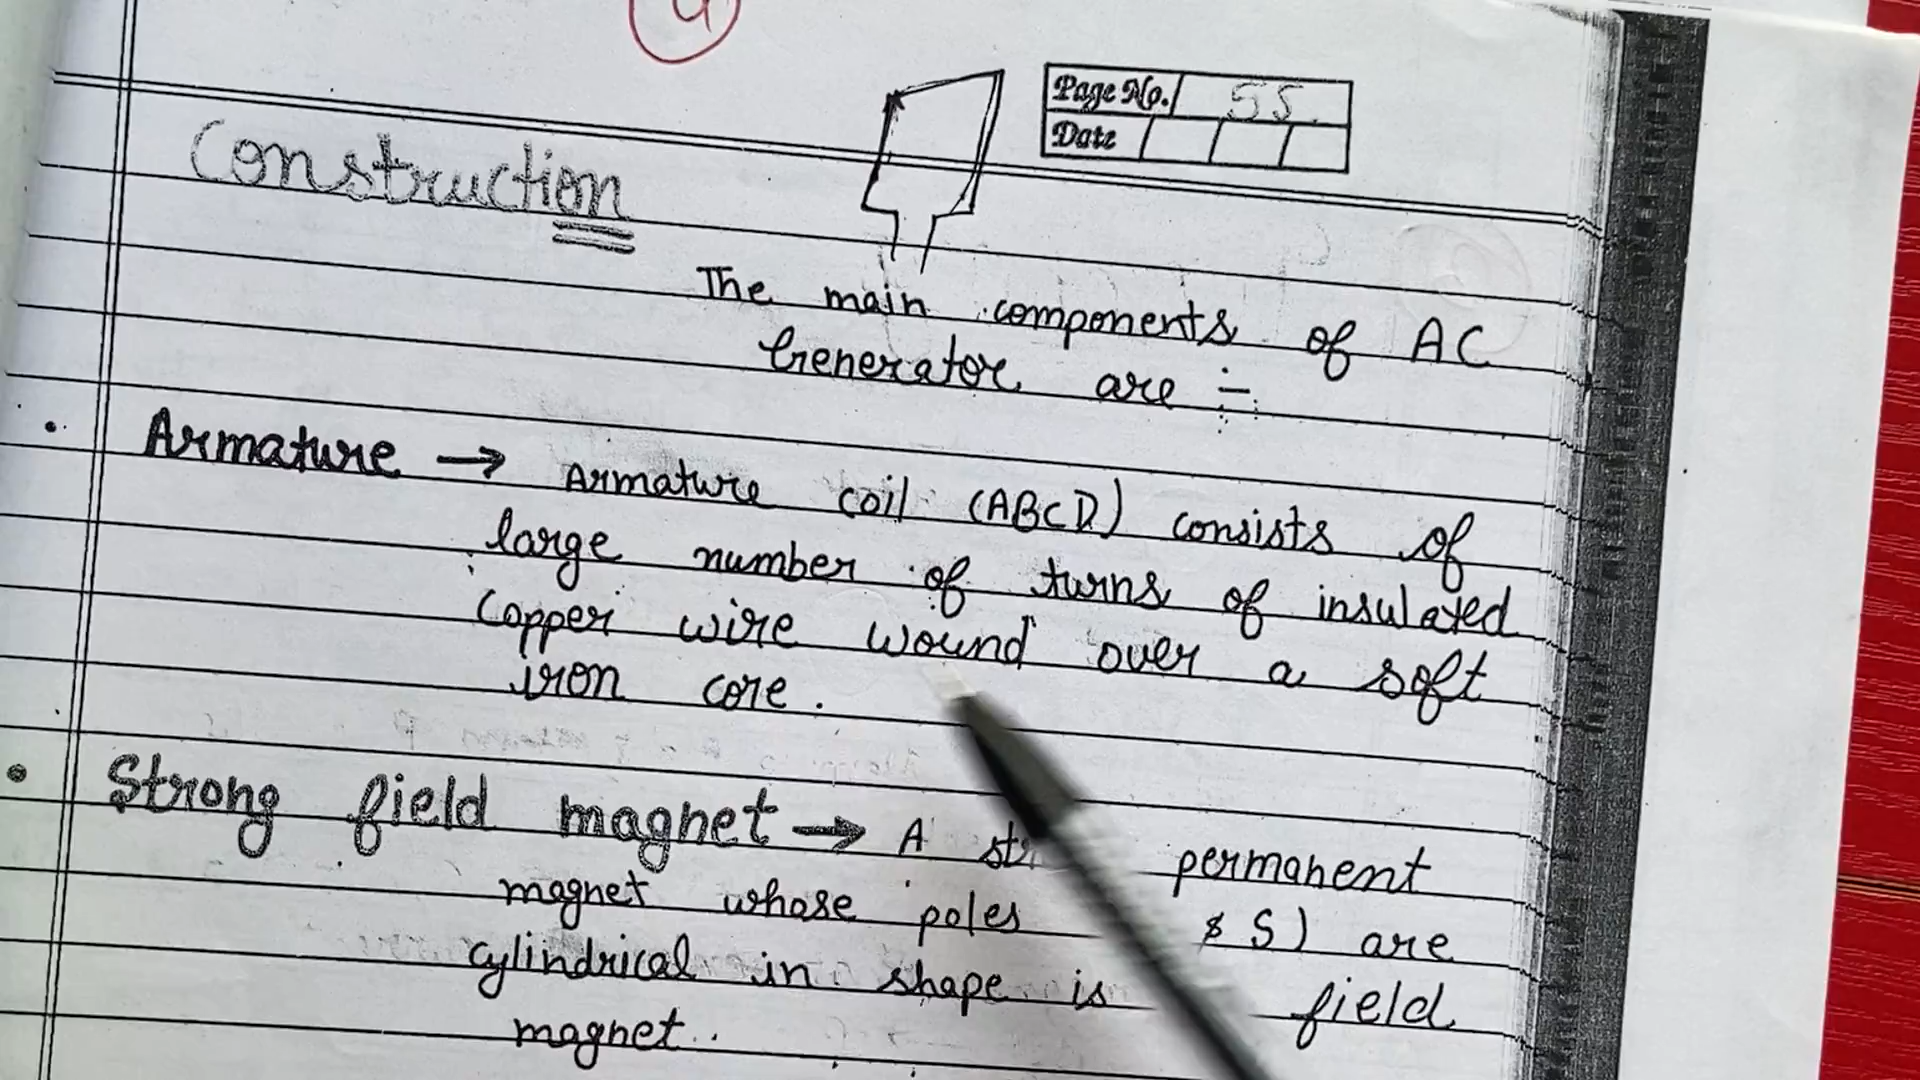 4
Page No. 55
Date
Construction
The main components of AC
Generator are :-
• Armature → Armature coil (ABCD) consists of
large number of turns of insulated
Copper wire wound over a soft
iron core.
• Strong field magnet → A permanent
magnet whose poles & S) are
cylindrical in shape is field
magnet.